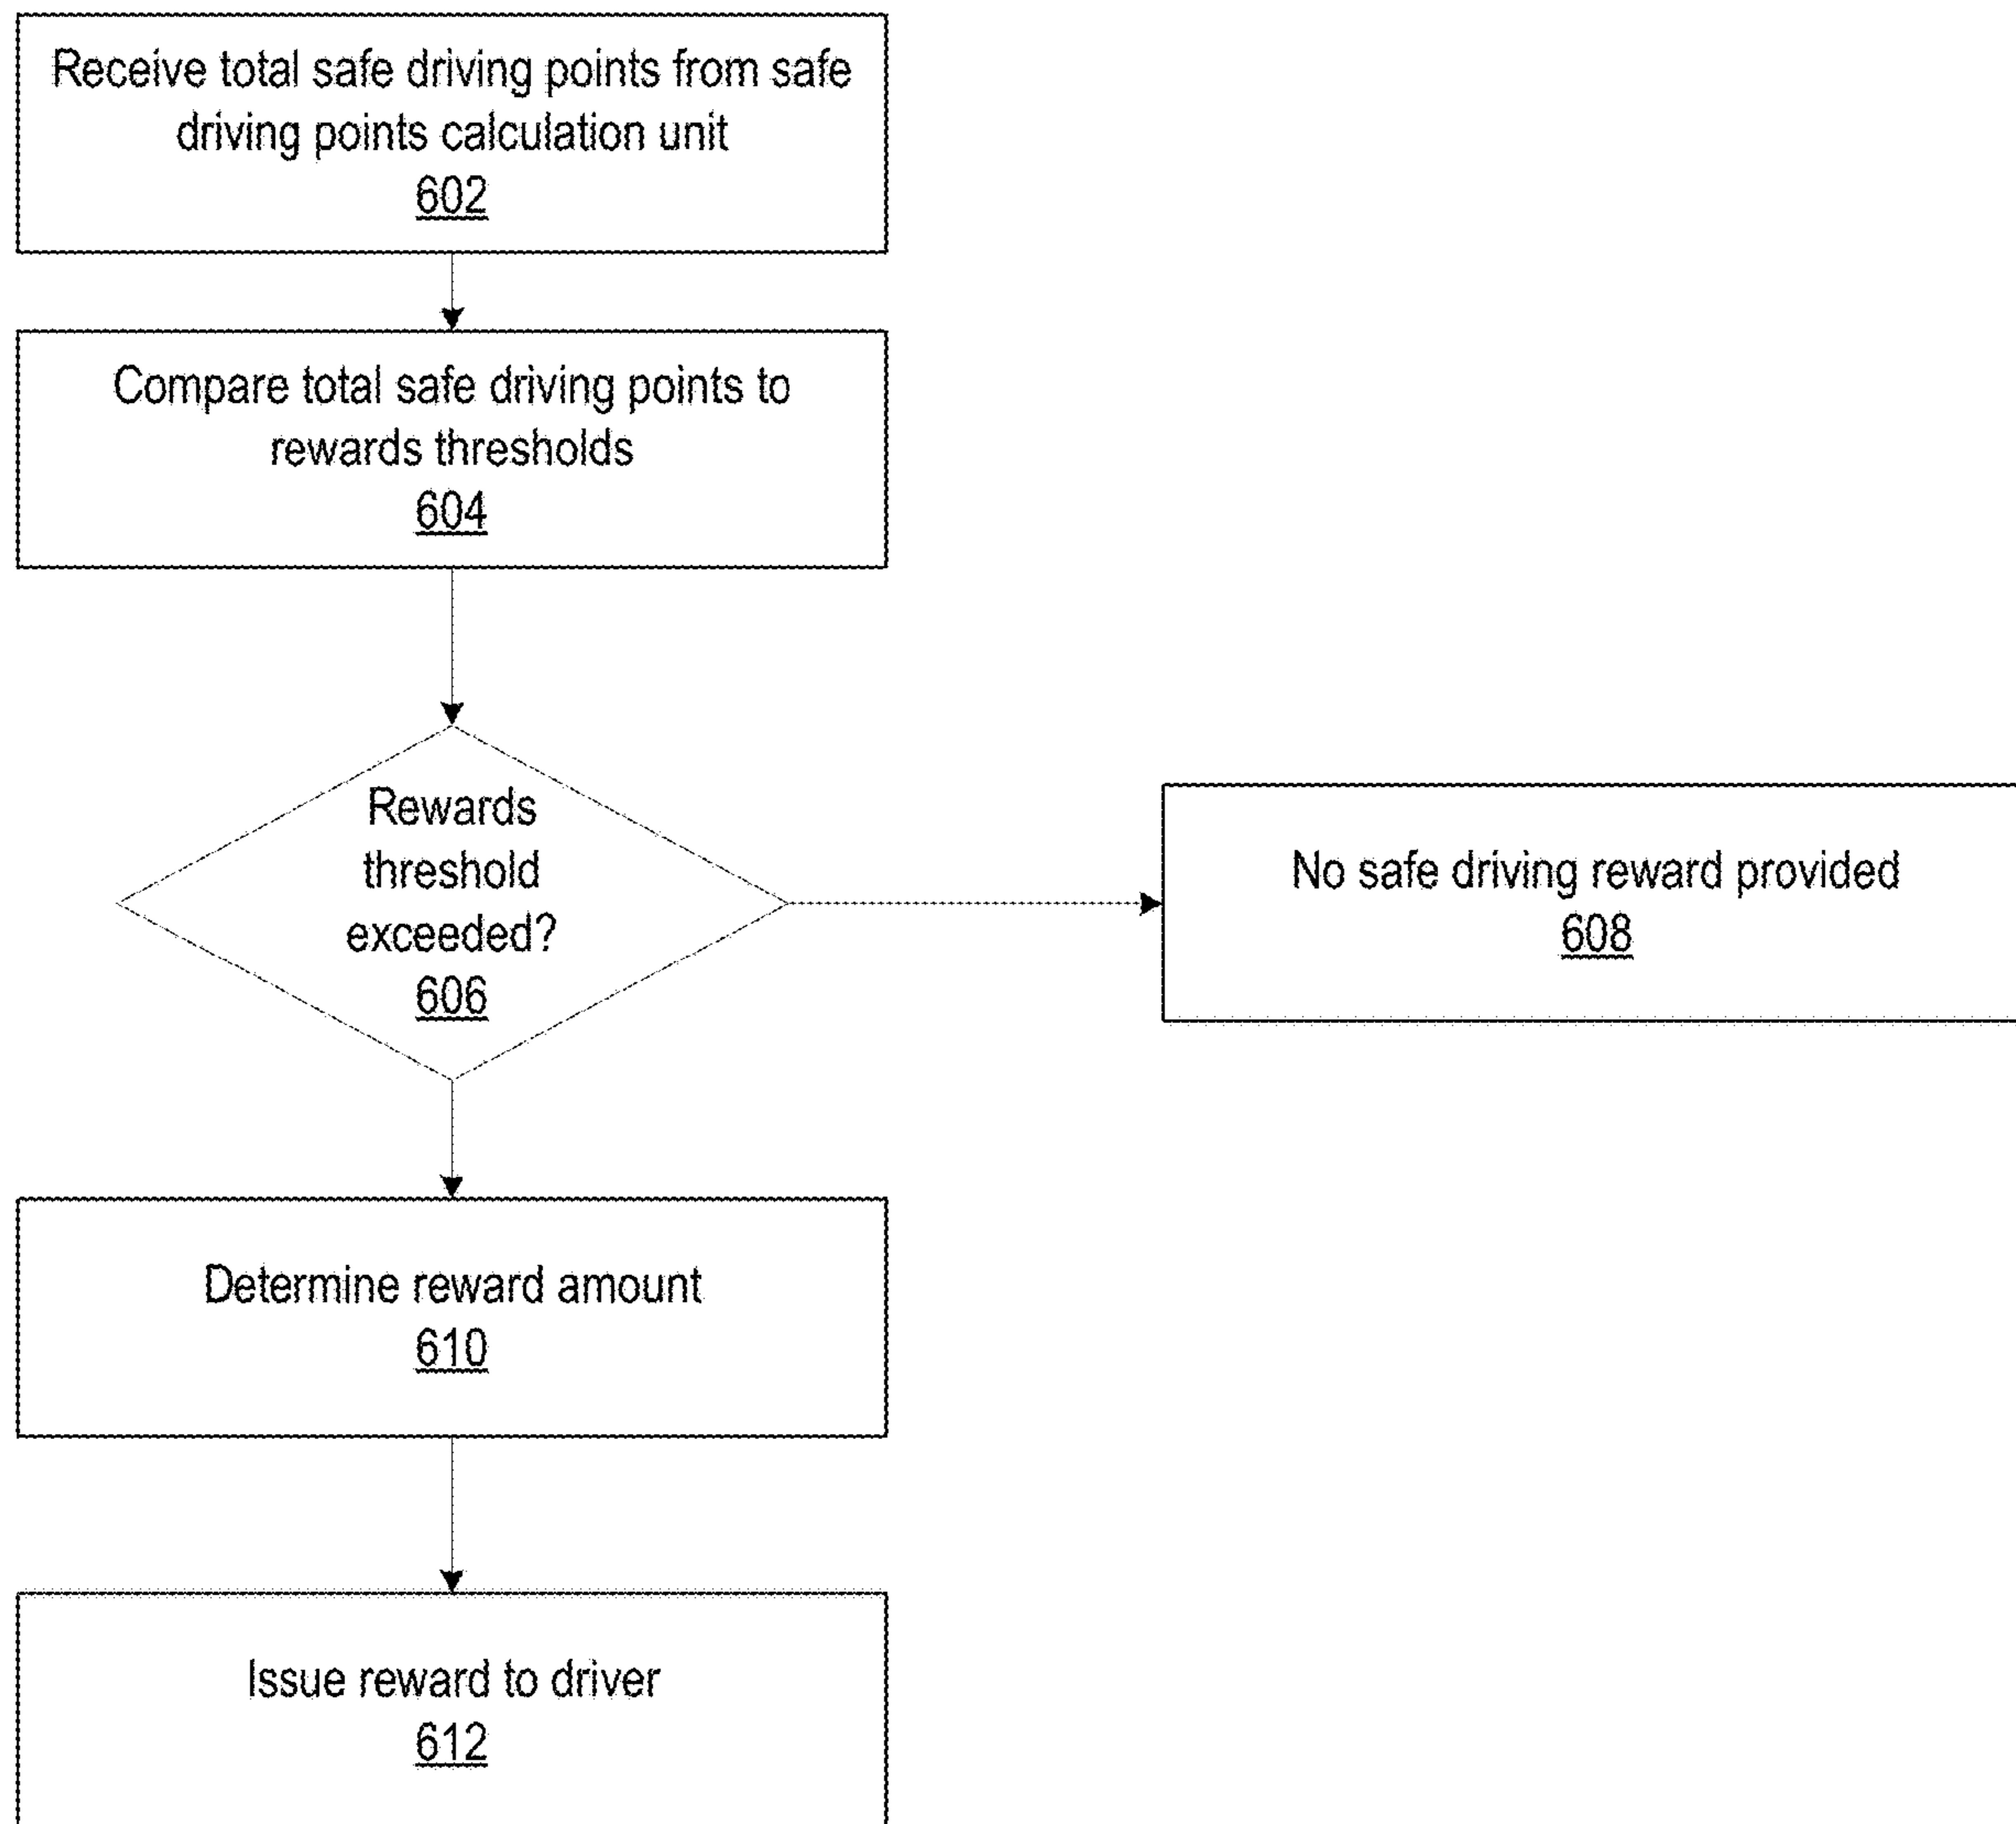 Receive total safe driving points from safe
driving points calculation unit
602
Compare total safe driving points to
rewards thresholds
604
Rewards
threshold
exceeded?
606
No safe driving reward provided
608
Determine reward amount
610
Issue reward to driver
612